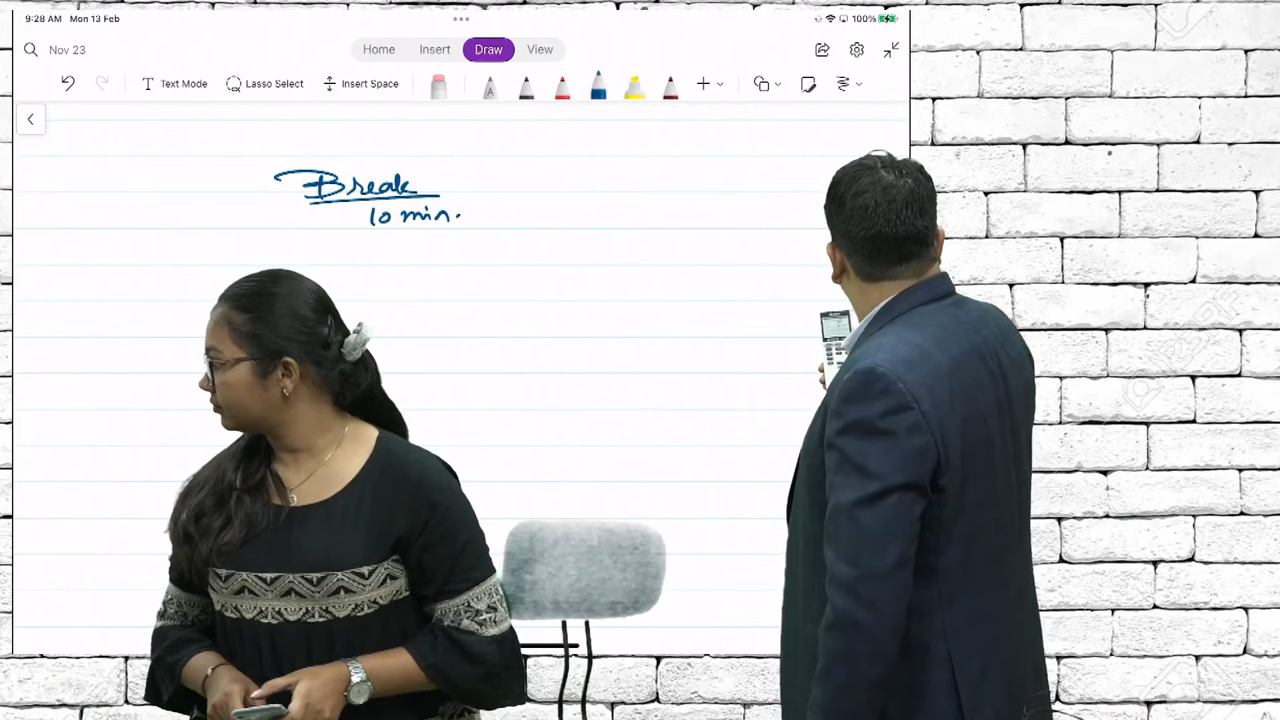 9:28 AM Mon 13 Feb
100%
Nov 23
Home Insert Draw View
Text Mode Lasso Select Insert Space
Break
10 min.